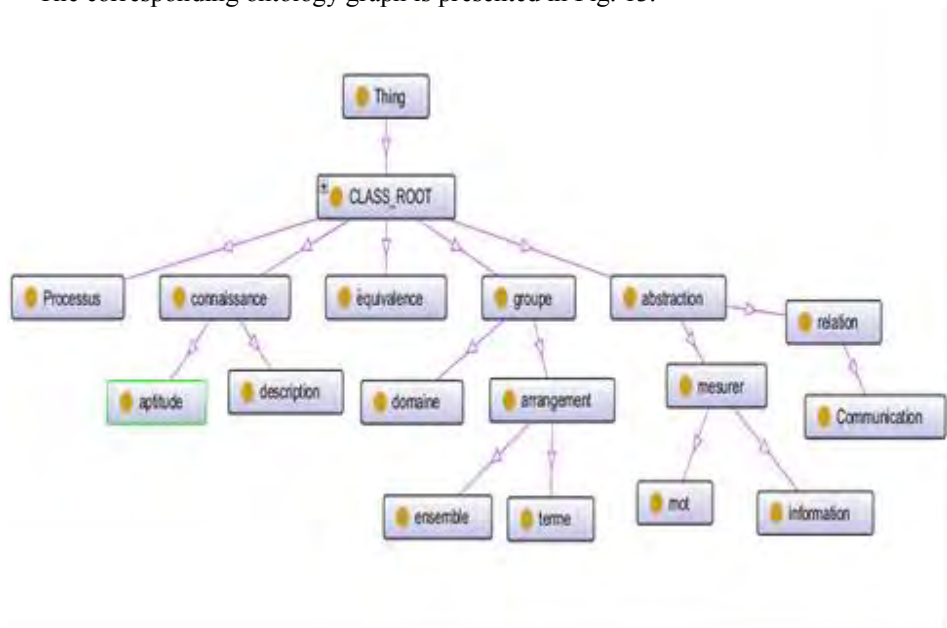 The corresponding ontology graph is presented in Fig. 15.
Thing
CLASS_ROOT
Processus
connaissance
équivalence
groupe
abstraction
relation
aptitude
description
domaine
arrangement
mesurer
Communication
ensemble
terme
mot
information